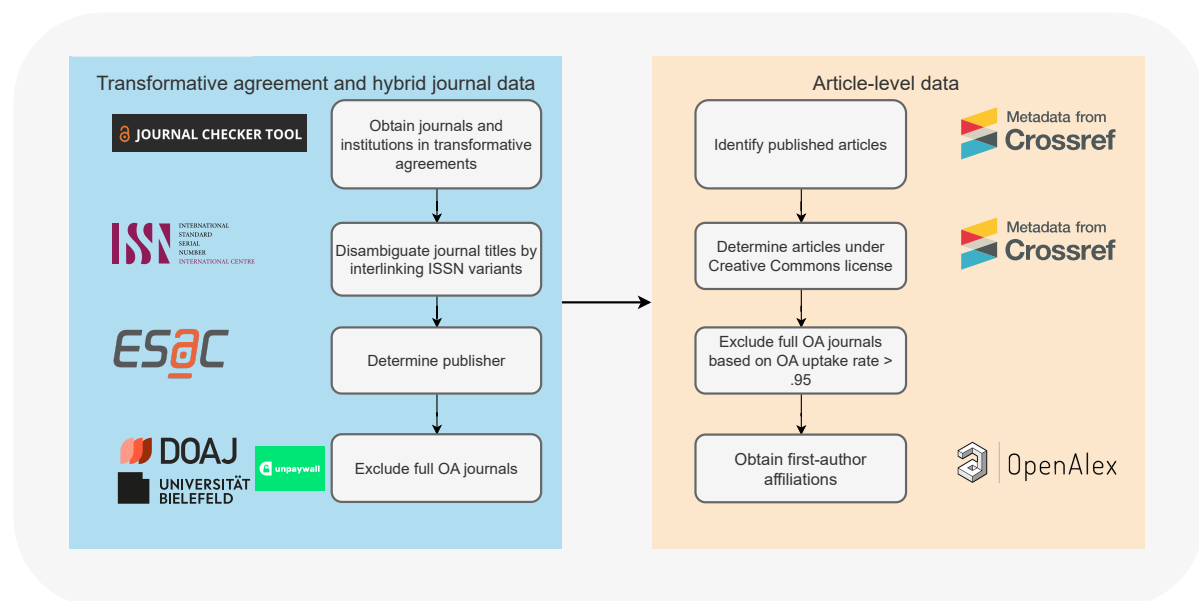 Transformative agreement and hybrid journal data
JOURNAL CHECKER TOOL
Obtain journals and
institutions in transformative
agreements
ISSN
INTERNATIONAL
STANDARD
SERIAL
NUMBER
INTERNATIONAL CENTRE
Disambiguate journal titles by
interlinking ISSN variants
ESAC
Determine publisher
DOAJ
UNIVERSITÄT
BIELEFELD
unpaywall
Exclude full OA journals
Article-level data
Identify published articles
Metadata from
Crossref
Determine articles under
Creative Commons license
Metadata from
Crossref
Exclude full OA journals
based on OA uptake rate >
.95
Obtain first-author
affiliations
OpenAlex